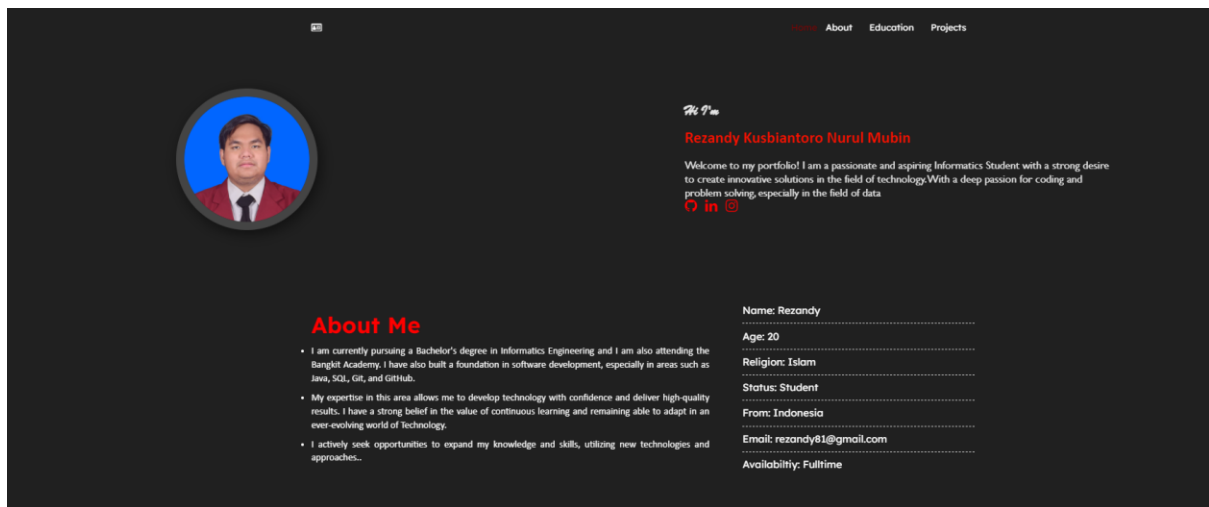 Home About Education Projects
Hi I'm
Rezandy Kusbiantoro Nurul Mubin
Welcome to my portfolio! I am a passionate and aspiring Informatics Student with a strong desire
to create innovative solutions in the field of technology.With a deep passion for coding and
problem solving, especially in the field of data
About Me
• I am currently pursuing a Bachelor's degree in Informatics Engineering and I am also attending the
Bangkit Academy. I have also built a foundation in software development, especially in areas such as
Java, SQL, Git, and GitHub.
• My expertise in this area allows me to develop technology with confidence and deliver high-quality
results. I have a strong belief in the value of continuous learning and remaining able to adapt in an
ever-evolving world of Technology.
• I actively seek opportunities to expand my knowledge and skills, utilizing new technologies and
approaches..
Name: Rezandy
Age: 20
Religion: Islam
Status: Student
From: Indonesia
Email: rezandy81@gmail.com
Availabiltiy: Fulltime